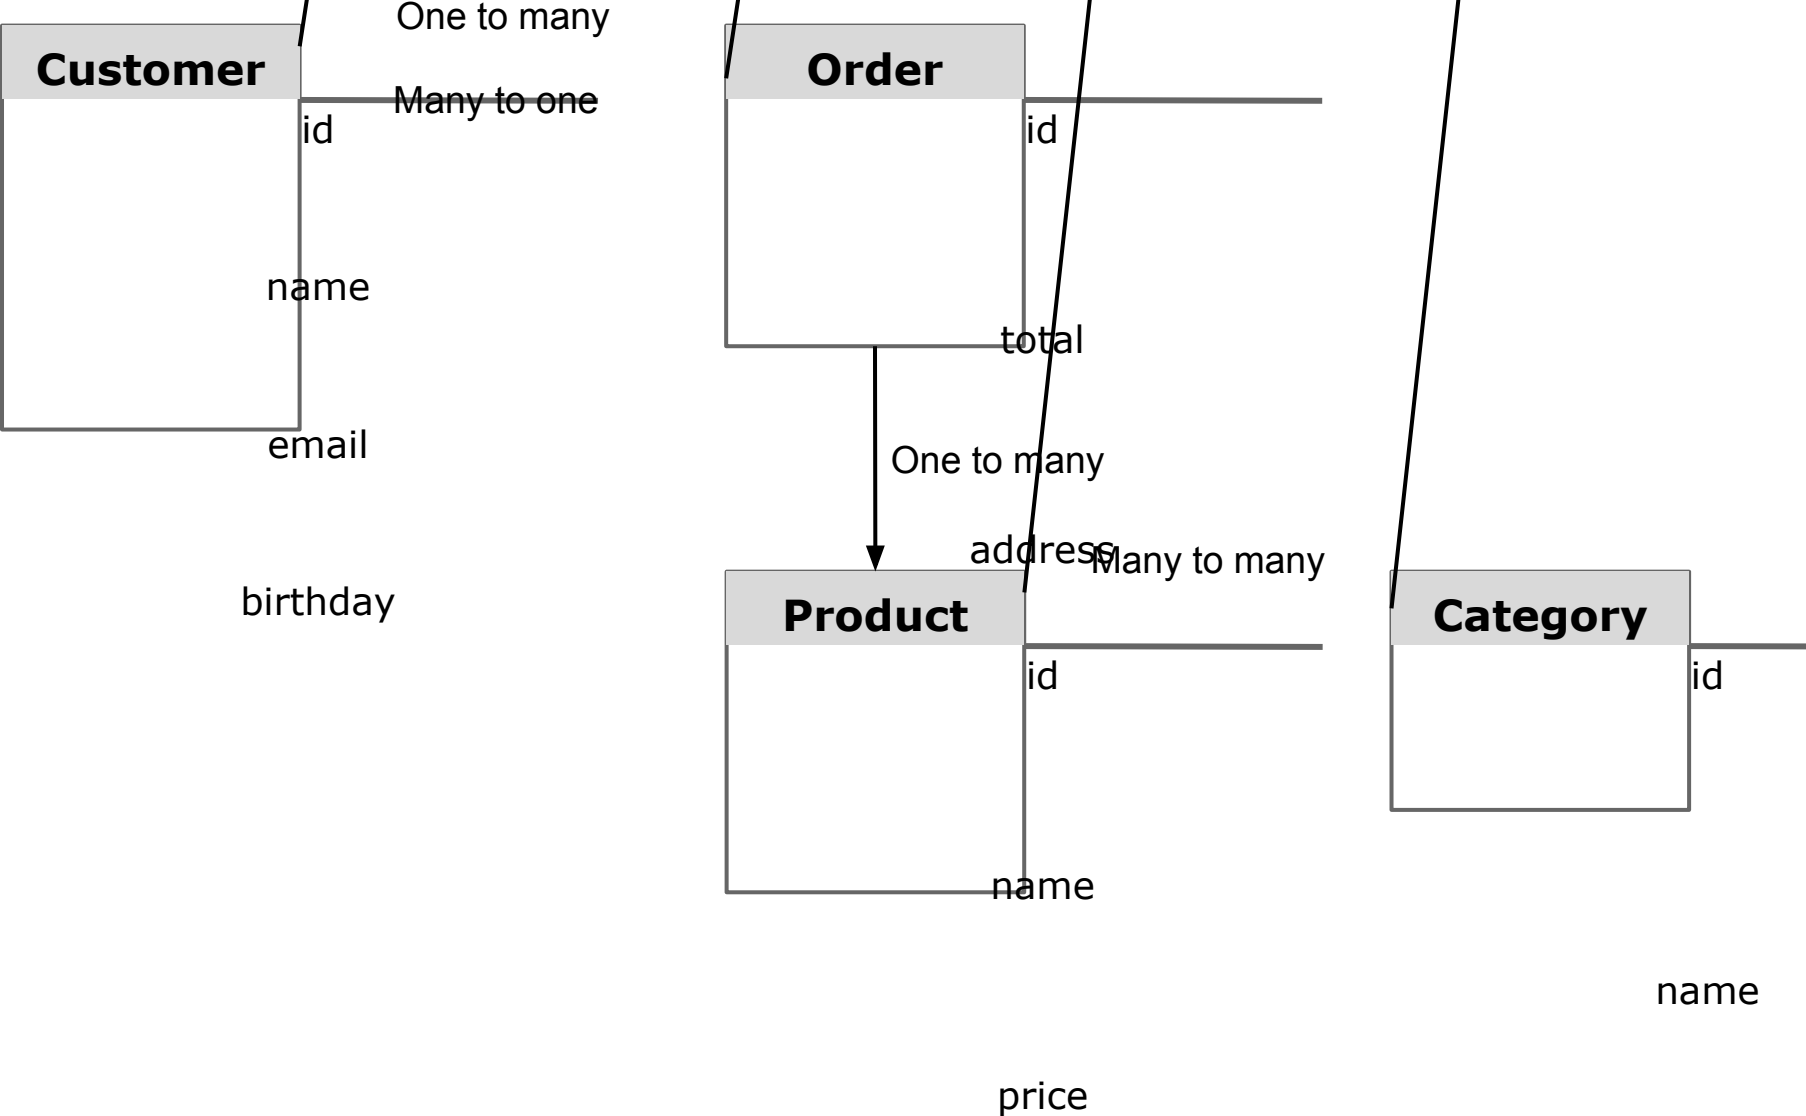 One to many
Customer
Order
Many to one
id
id
name
total
email
One to many
address
Many to many
birthday
Product
Category
id
id
name
name
price